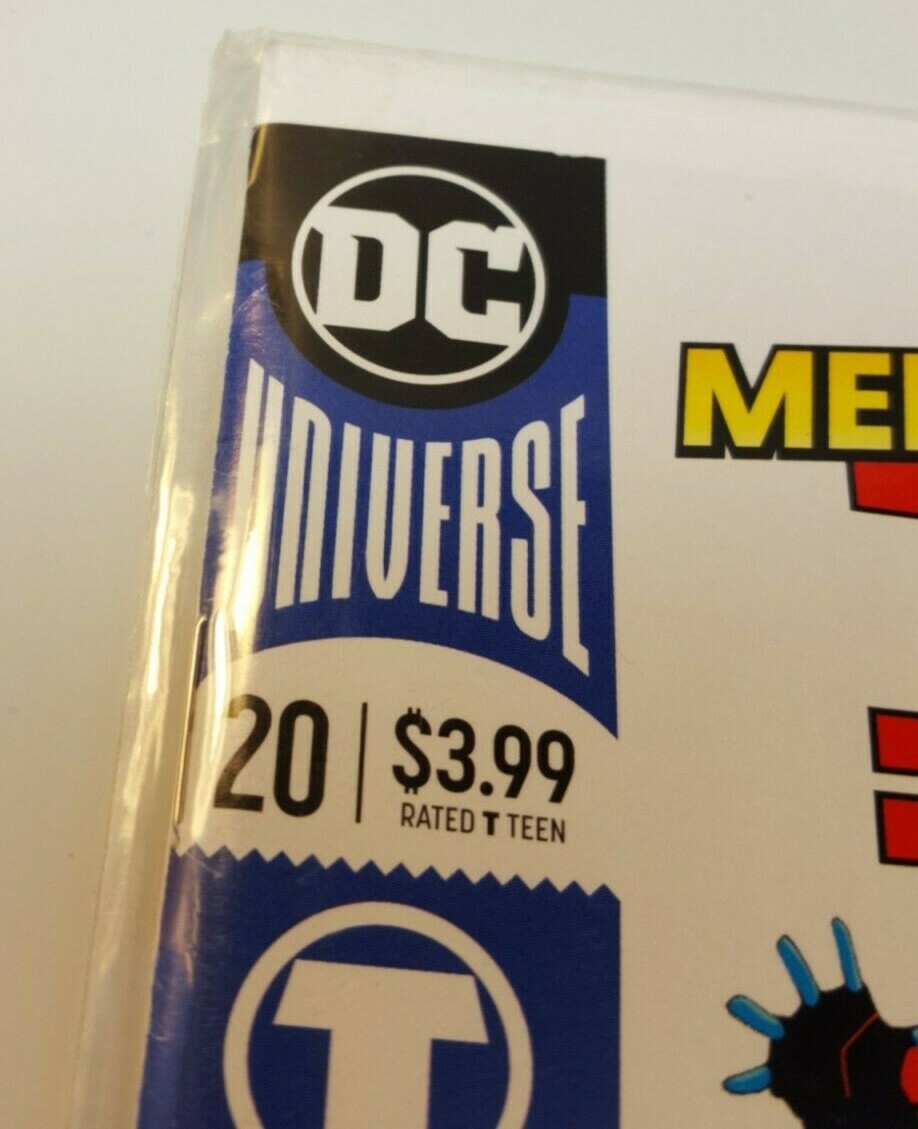 DC
UNIVERSE
20 | $3.99
RATED T TEEN
T